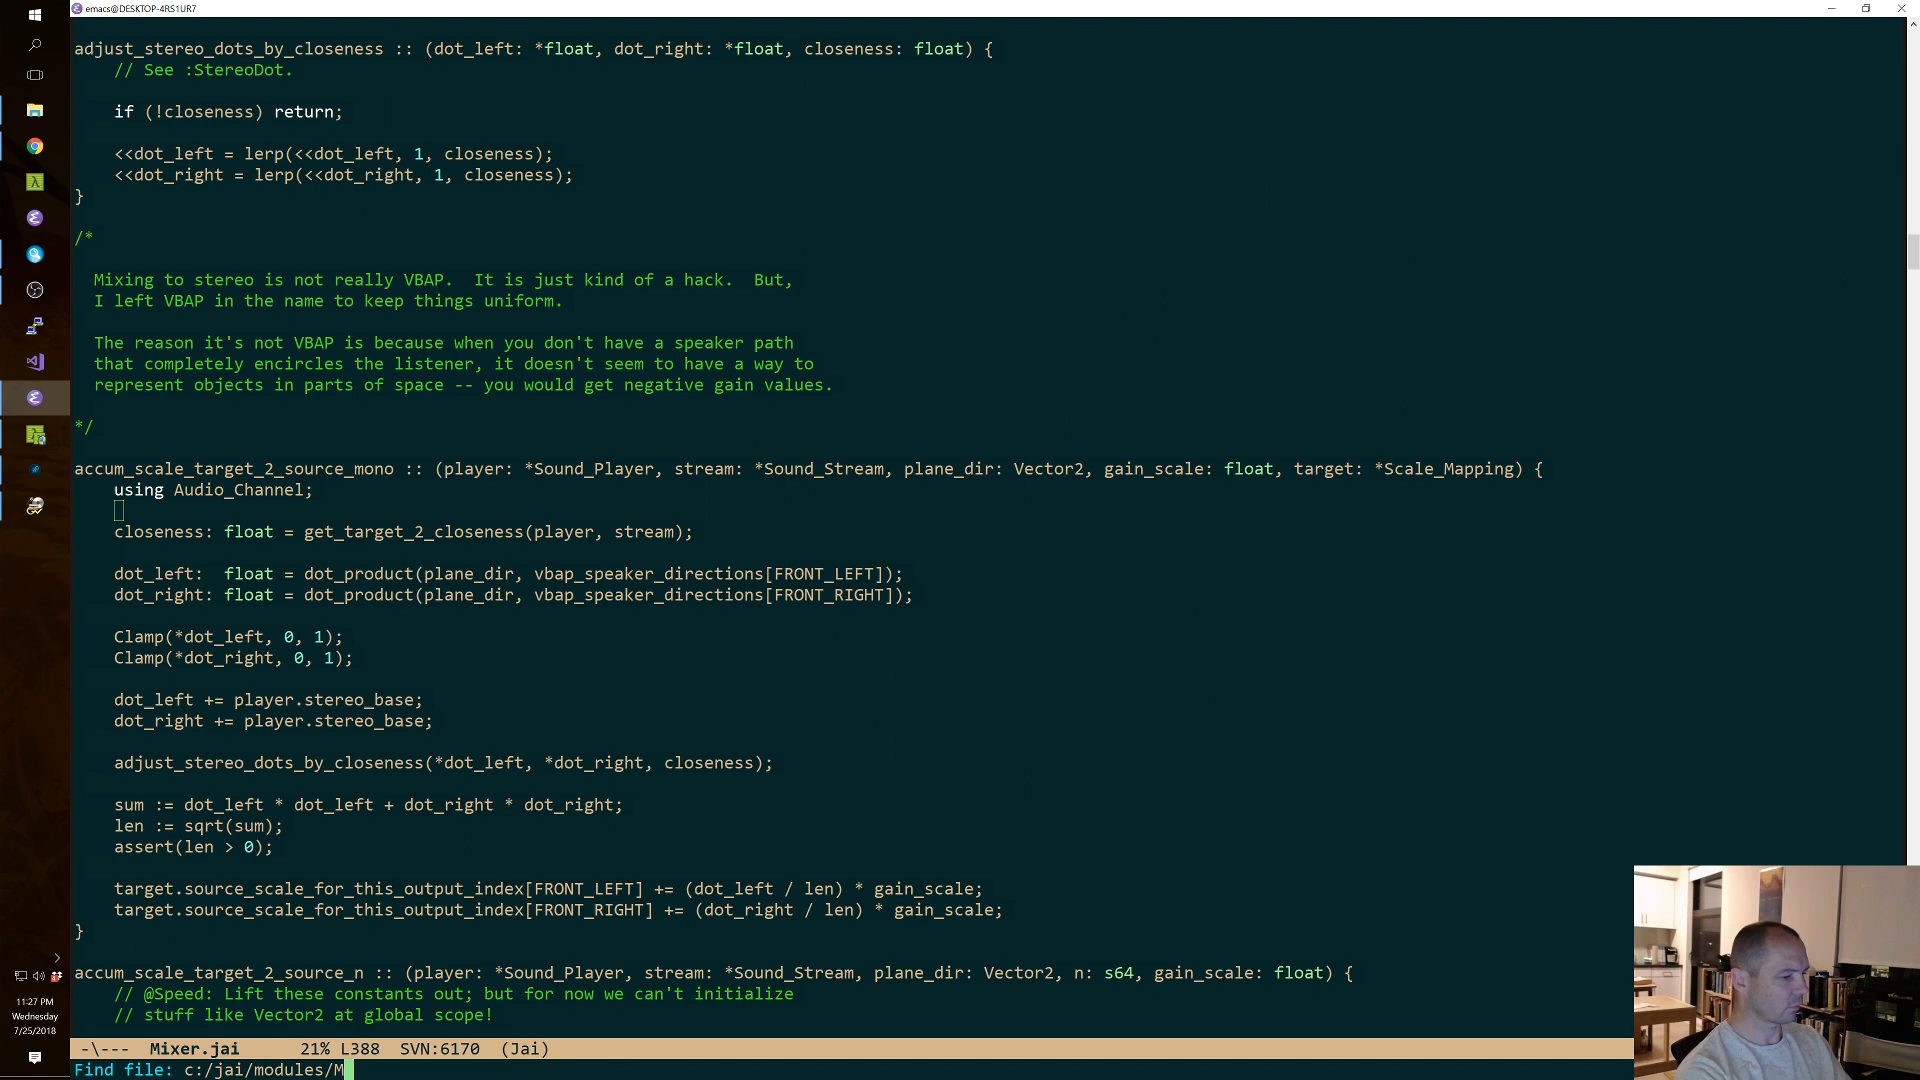 emacs@DESKTOP-4RS1UR7
adjust_stereo_dots_by_closeness :: (dot_left: *float, dot_right: *float, closeness: float) {
    // See :StereoDot.
    if (!closeness) return;
    <<dot_left = lerp(<<dot_left, 1, closeness);
    <<dot_right = lerp(<<dot_right, 1, closeness);
}
/*
  Mixing to stereo is not really VBAP.  It is just kind of a hack.  But,
  I left VBAP in the name to keep things uniform.
  The reason it's not VBAP is because when you don't have a speaker path
  that completely encircles the listener, it doesn't seem to have a way to
  represent objects in parts of space -- you would get negative gain values.
*/
accum_scale_target_2_source_mono :: (player: *Sound_Player, stream: *Sound_Stream, plane_dir: Vector2, gain_scale: float, target: *Scale_Mapping) {
    using Audio_Channel;
    closeness: float = get_target_2_closeness(player, stream);
    dot_left:  float = dot_product(plane_dir, vbap_speaker_directions[FRONT_LEFT]);
    dot_right: float = dot_product(plane_dir, vbap_speaker_directions[FRONT_RIGHT]);
    Clamp(*dot_left, 0, 1);
    Clamp(*dot_right, 0, 1);
    dot_left += player.stereo_base;
    dot_right += player.stereo_base;
    adjust_stereo_dots_by_closeness(*dot_left, *dot_right, closeness);
    sum := dot_left * dot_left + dot_right * dot_right;
    len := sqrt(sum);
    assert(len > 0);
    target.source_scale_for_this_output_index[FRONT_LEFT] += (dot_left / len) * gain_scale;
    target.source_scale_for_this_output_index[FRONT_RIGHT] += (dot_right / len) * gain_scale;
}
accum_scale_target_2_source_n :: (player: *Sound_Player, stream: *Sound_Stream, plane_dir: Vector2, n: s64, gain_scale: float) {
    // @Speed: Lift these constants out; but for now we can't initialize
    // stuff like Vector2 at global scope!
-\---  Mixer.jai      21% L388  SVN:6170  (Jai)
Find file: c:/jai/modules/M
11:27 PM
Wednesday
7/25/2018